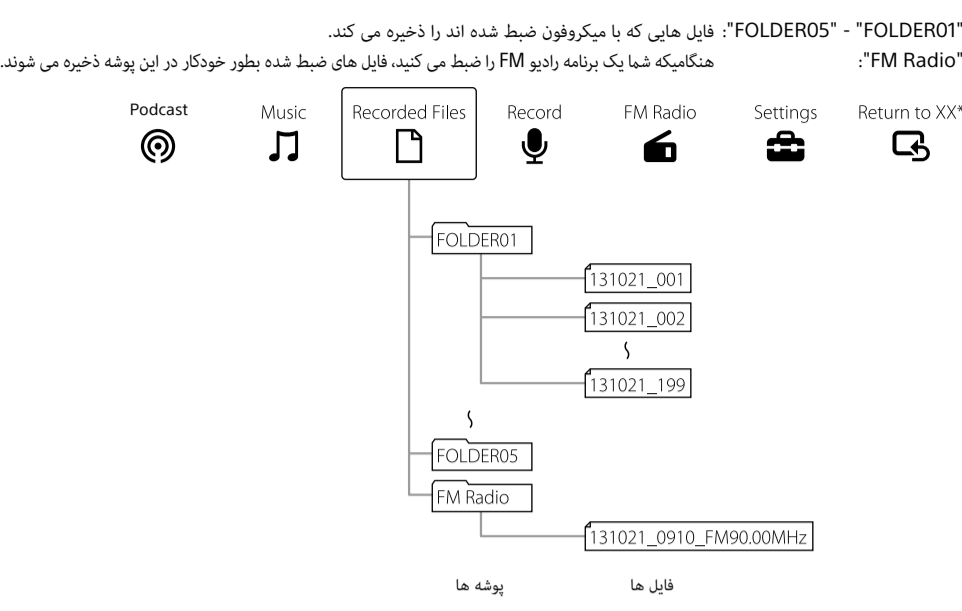 "FOLDER01" - "FOLDER05": فایل هایی که با میکروفون ضبط شده اند را ذخیره می کند.
"FM Radio": هنگامیکه شما یک برنامه رادیو FM را ضبط می کنید، فایل های ضبط شده بطور خودکار در این پوشه ذخیره می شوند.
Podcast Music Recorded Files Record FM Radio Settings Return to XX*
FOLDER01
131021_001
131021_002
131021_199
FOLDER05
FM Radio
131021_0910_FM90.00MHz
پوشه ها فایل ها